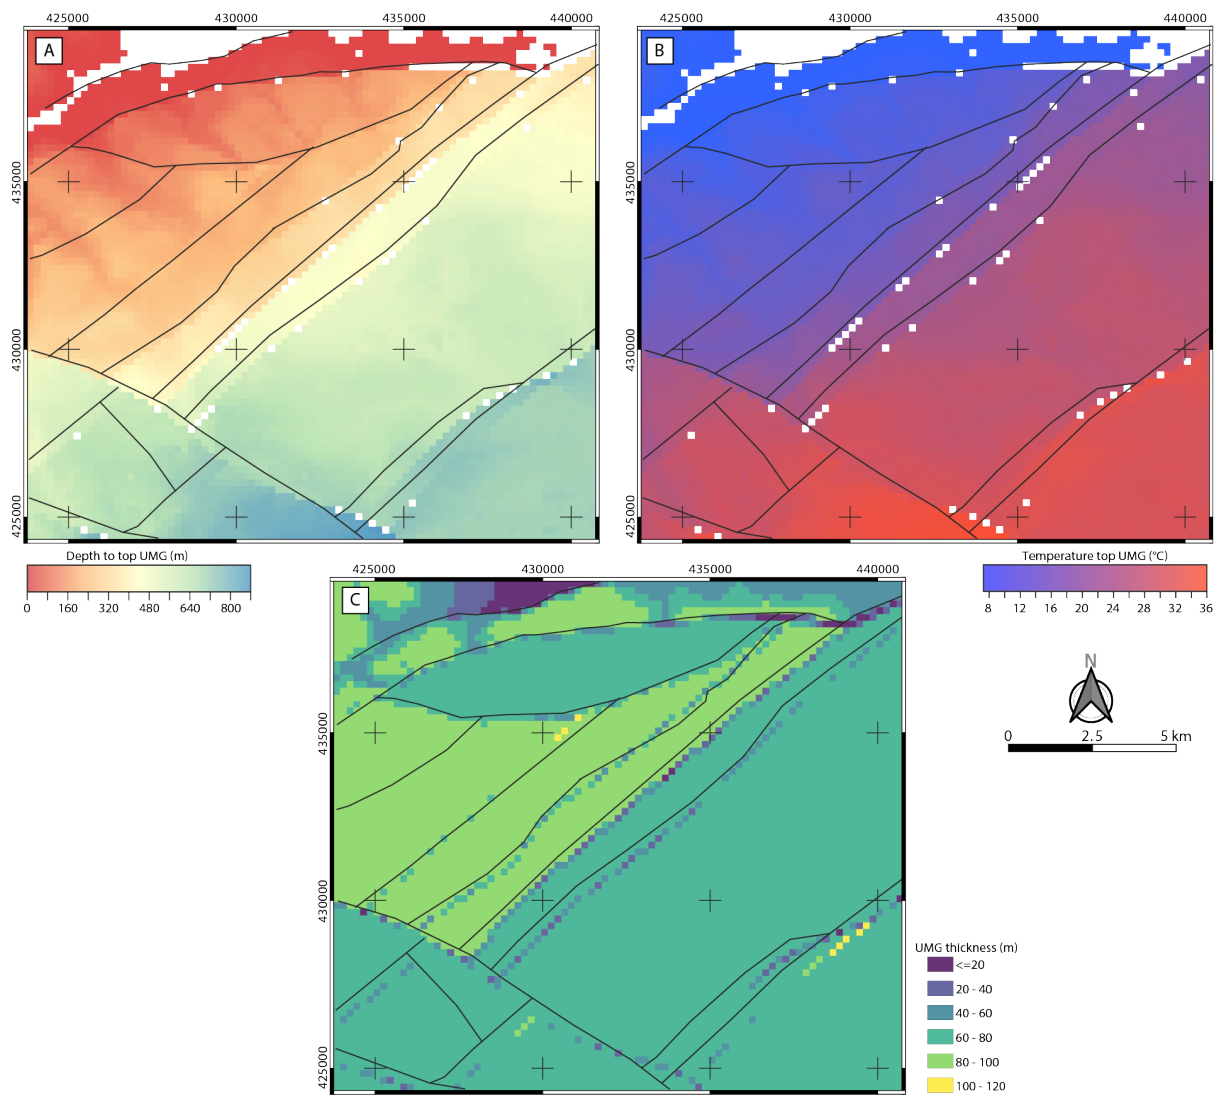 425000 430000 435000 440000
425000 430000 435000 440000
A
B
435000
430000
425000
435000
430000
425000
Depth to top UMG (m)
0 160 320 480 640 800
Temperature top UMG (°C)
8 12 16 20 24 28 32 36
425000 430000 435000 440000
C
435000
430000
425000
N
0 2.5 5 km
UMG thickness (m)
<=20
20 - 40
40 - 60
60 - 80
80 - 100
100 - 120